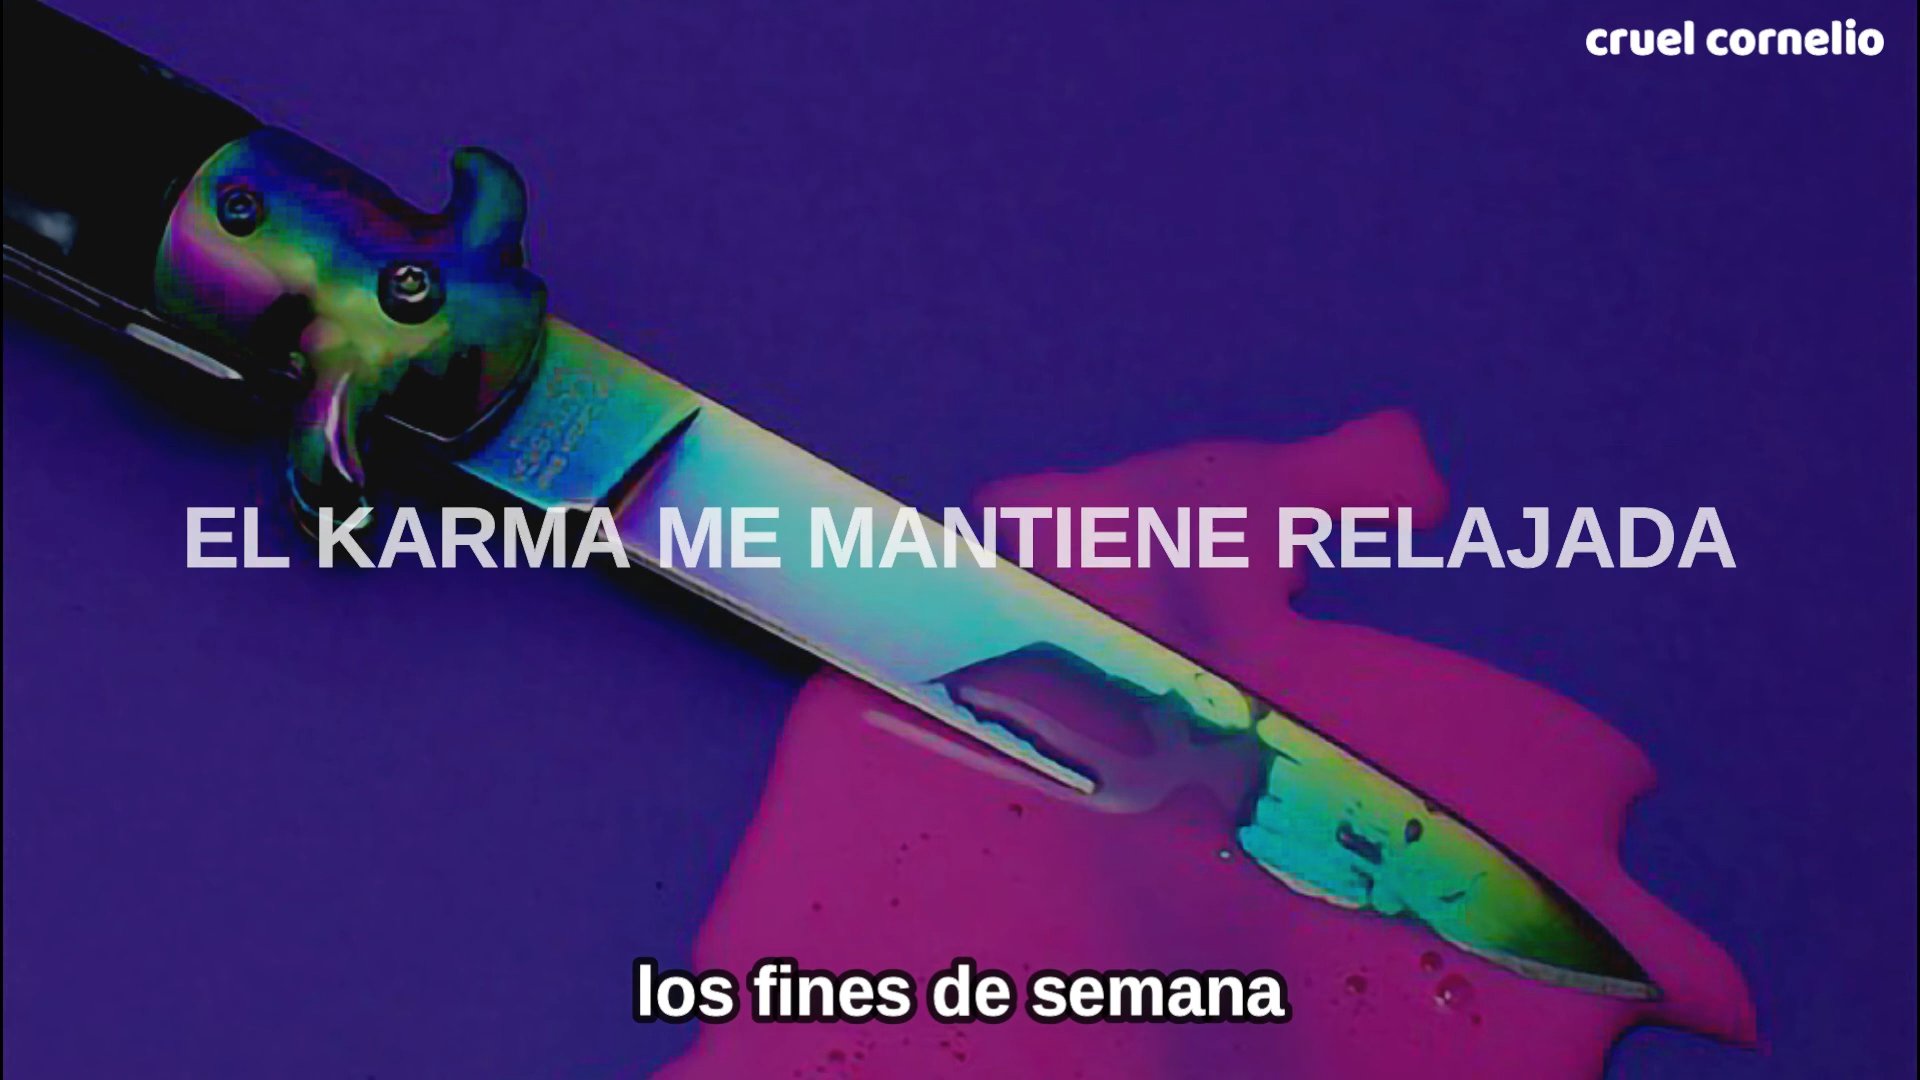 cruel cornelio
EL KARMA ME MANTIENE RELAJADA
los fines de semana